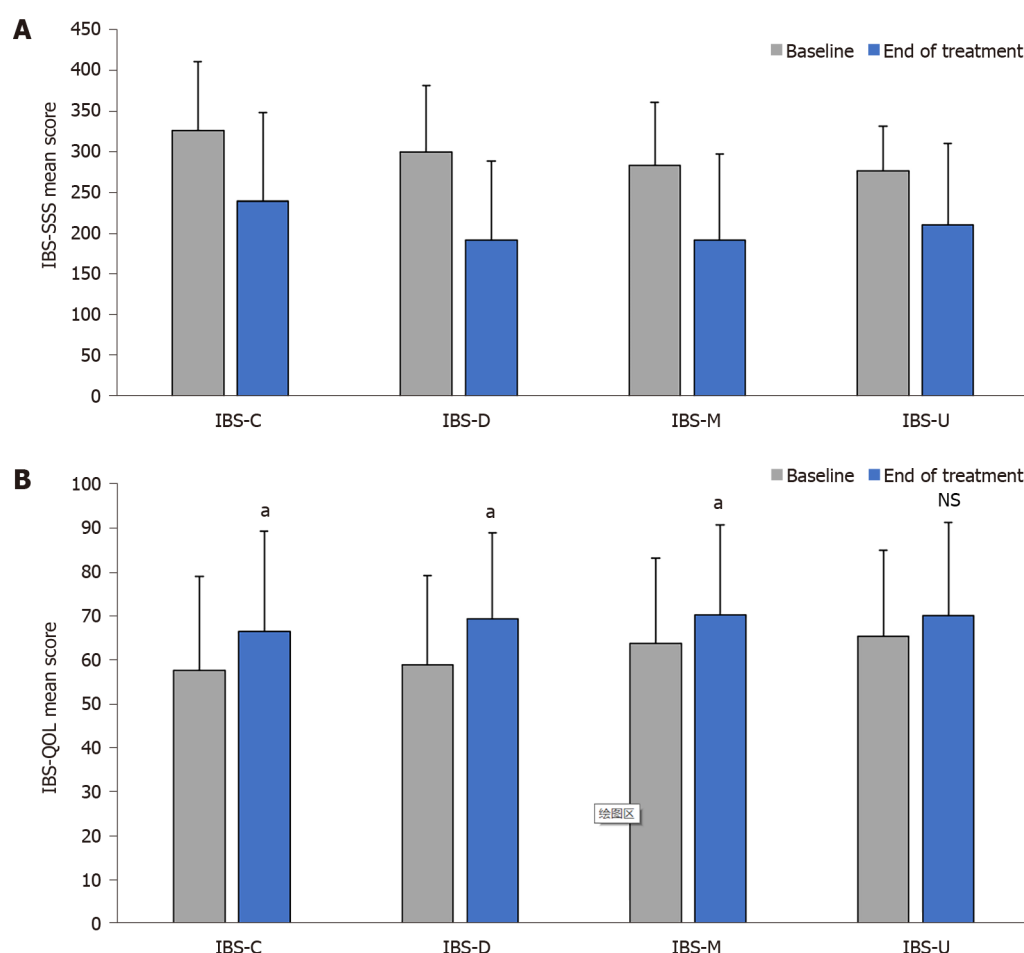 A
Baseline
End of treatment
IBS-SSS mean score
450
400
350
300
250
200
150
100
50
0
IBS-C
IBS-D
IBS-M
IBS-U
B
Baseline
End of treatment
IBS-QOL mean score
100
90
80
70
60
50
40
30
20
10
0
a
a
a
NS
绘图区
IBS-C
IBS-D
IBS-M
IBS-U